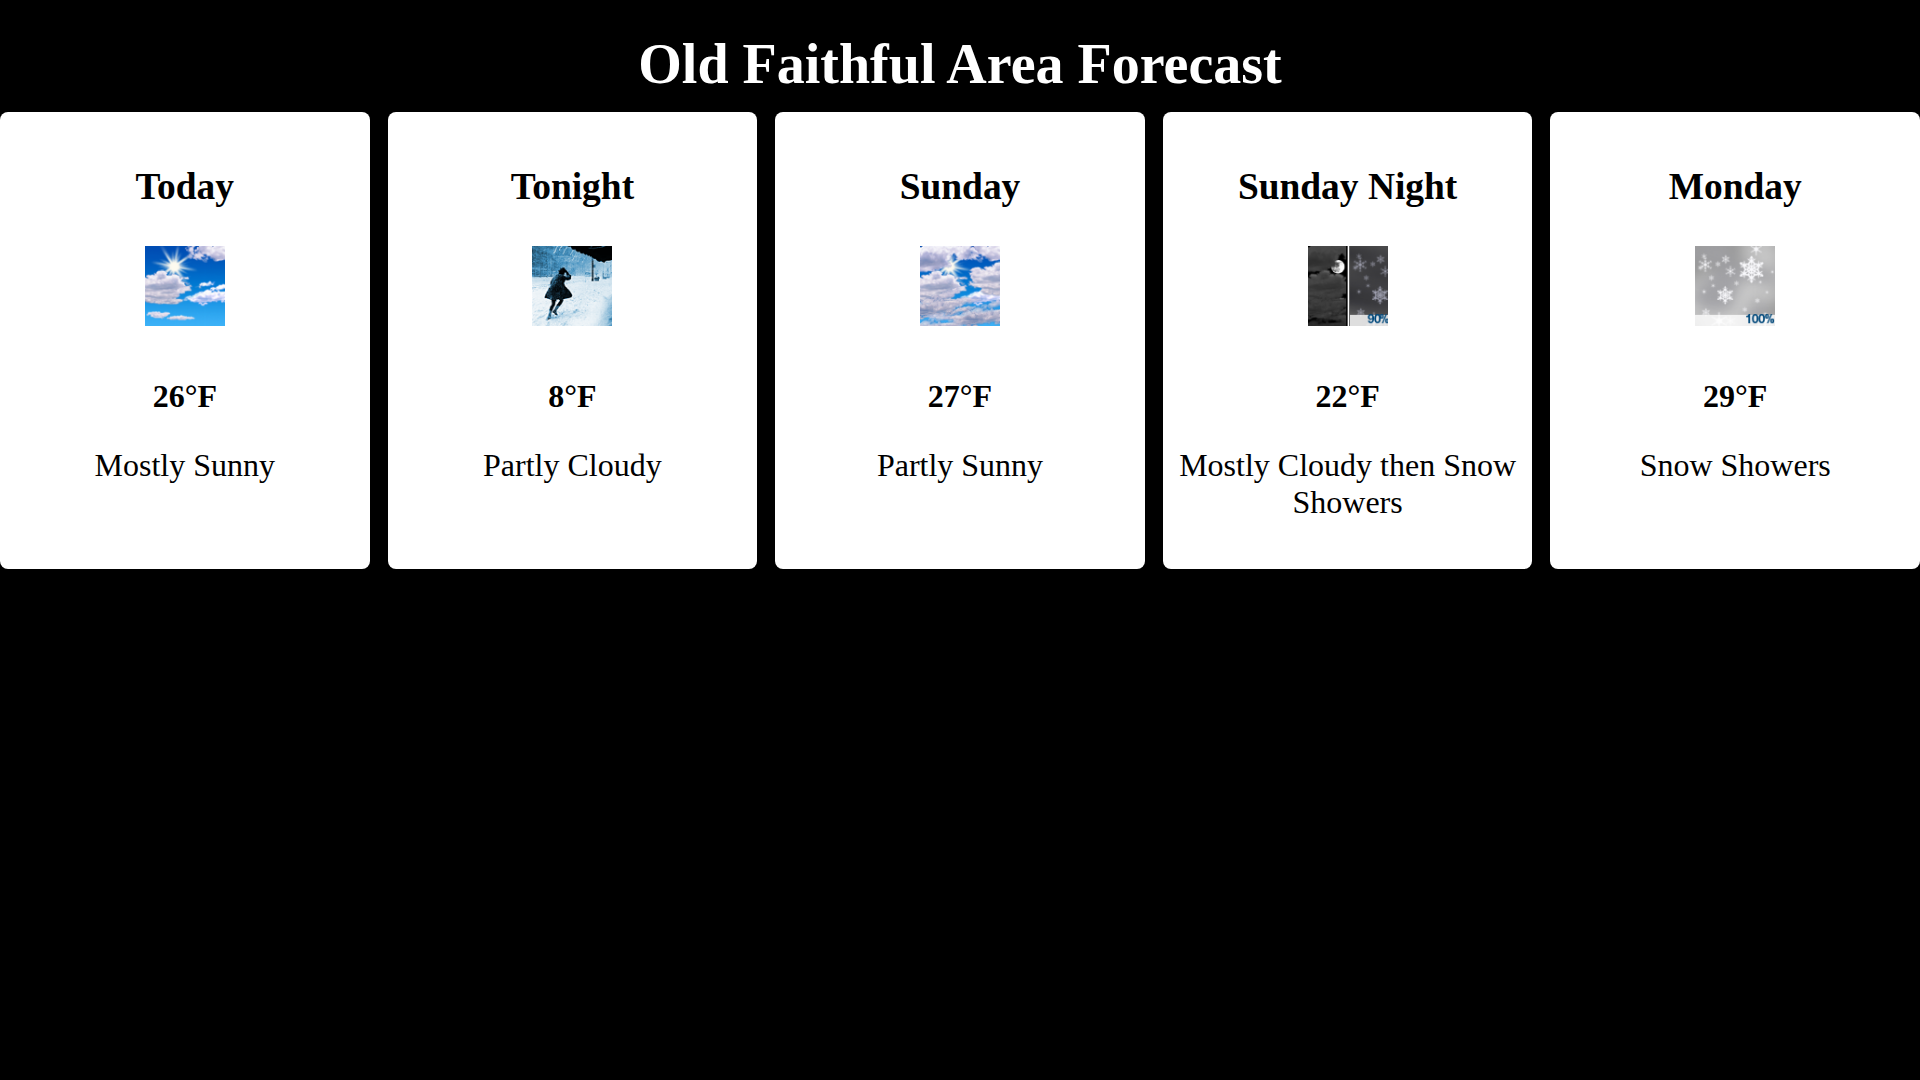 Old Faithful Area Forecast
Today
26°F
Mostly Sunny
Tonight
8°F
Partly Cloudy
Sunday
27°F
Partly Sunny
Sunday Night
90%
22°F
Mostly Cloudy then Snow
Showers
Monday
100%
29°F
Snow Showers